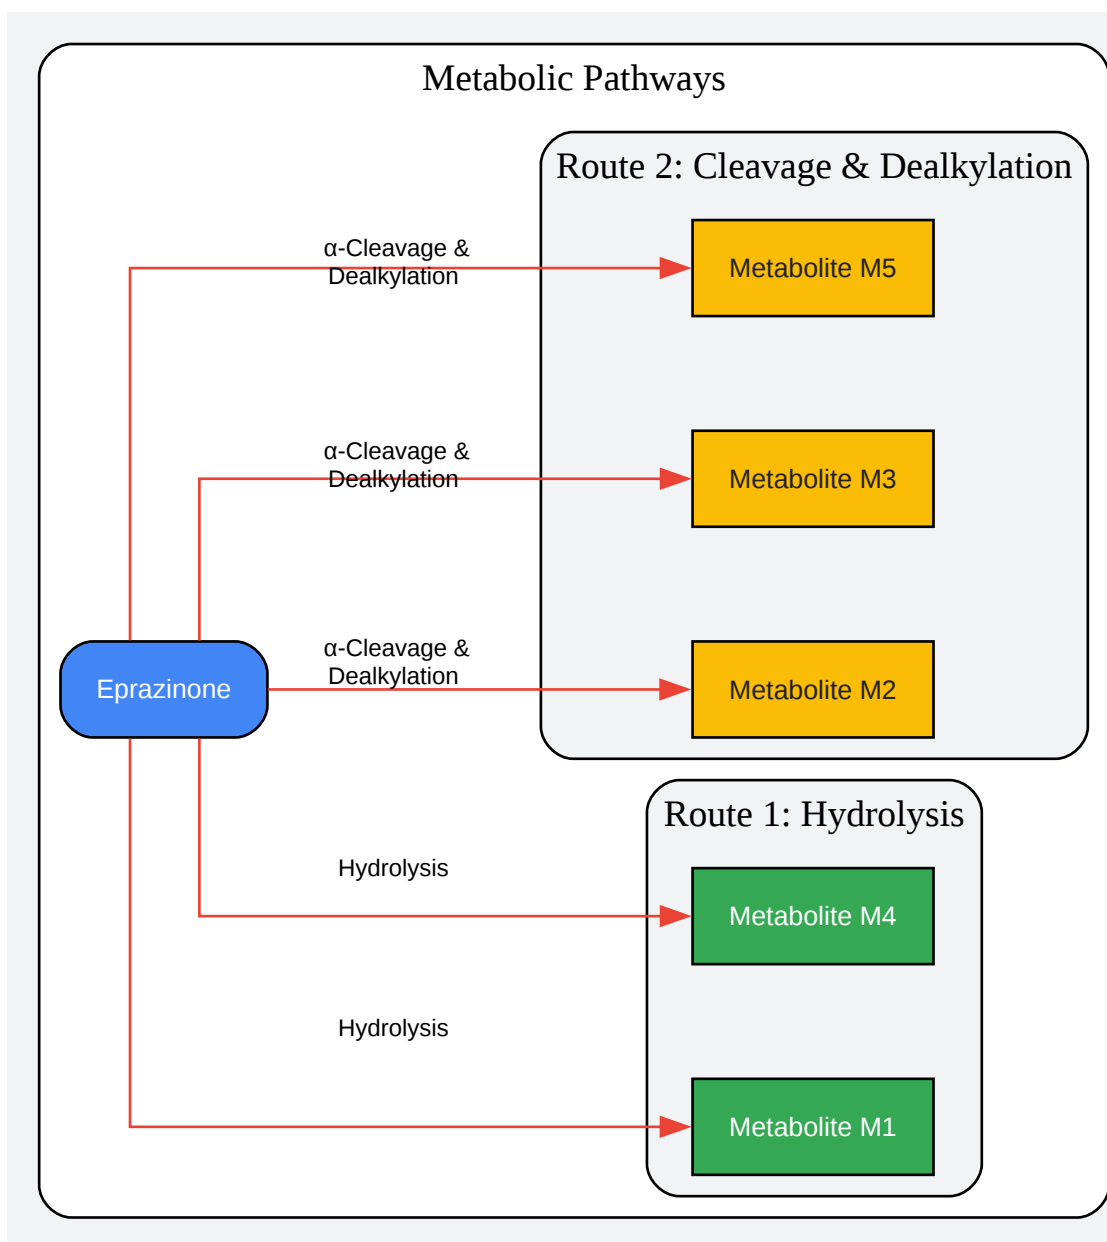 Metabolic Pathways
Route 2: Cleavage & Dealkylation
α-Cleavage &
Dealkylation
Metabolite M5
α-Cleavage &
Dealkylation
Metabolite M3
α-Cleavage &
Dealkylation
Eprazinone
Metabolite M2
Route 1: Hydrolysis
Hydrolysis
Metabolite M4
Hydrolysis
Metabolite M1